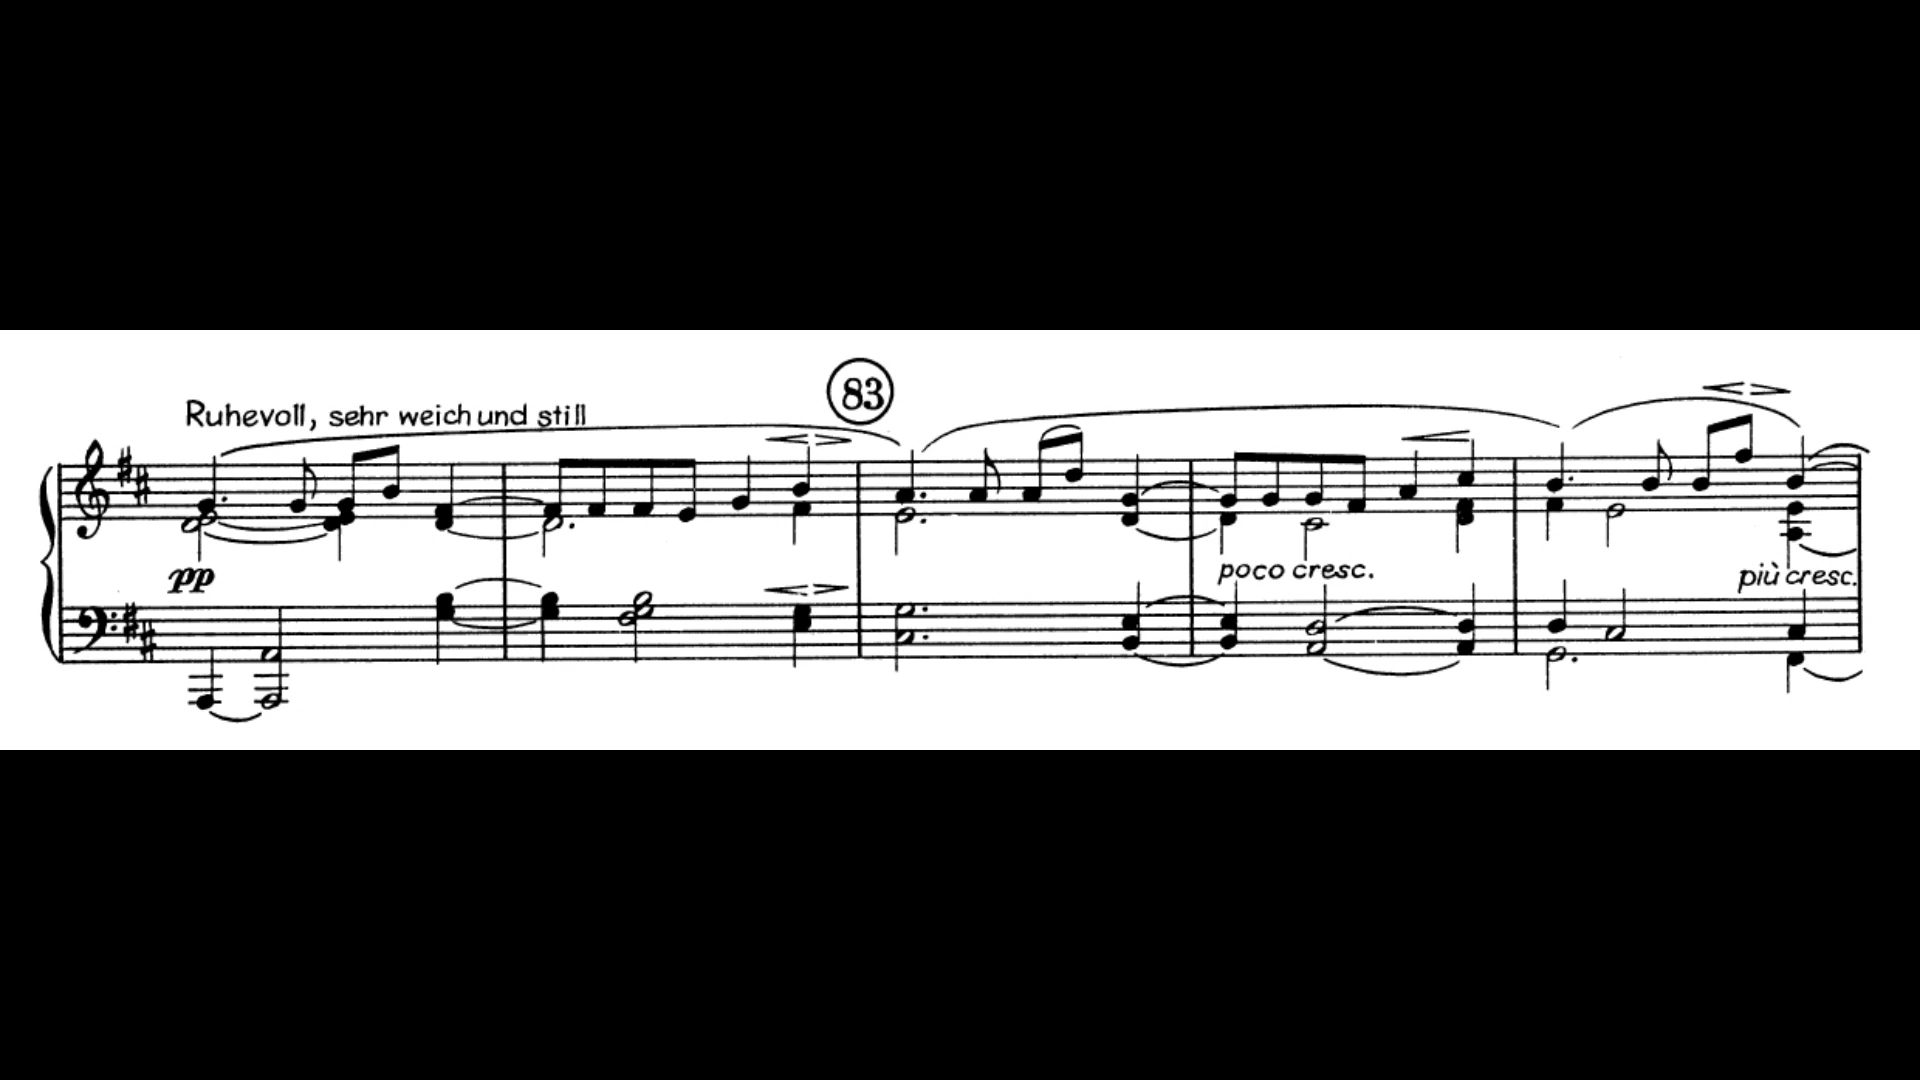 83
Ruhevoll, sehr weich und still
pp
poco cresc.
più cresc.